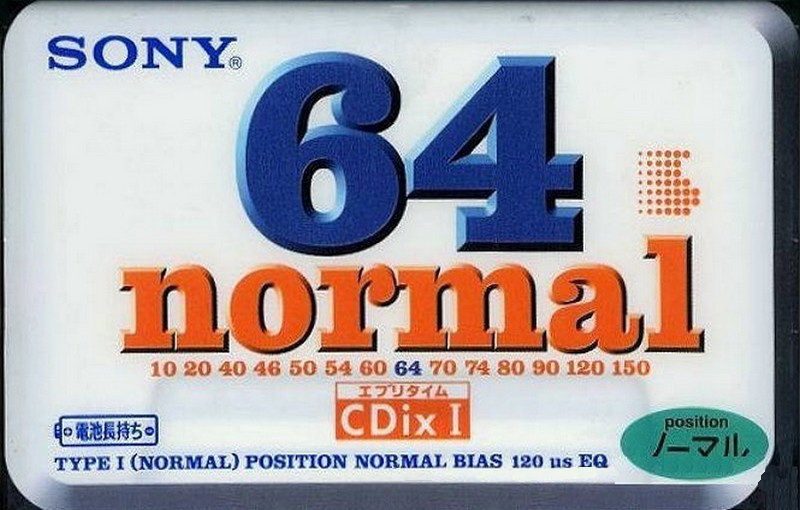 SONY®
64
normal
10 20 40 46 50 54 60 64 70 74 80 90 120 150
エブリタイム
CDix I
電池長持ち
position
ノーマル
TYPE I (NORMAL) POSITION NORMAL BIAS 120 us EQ